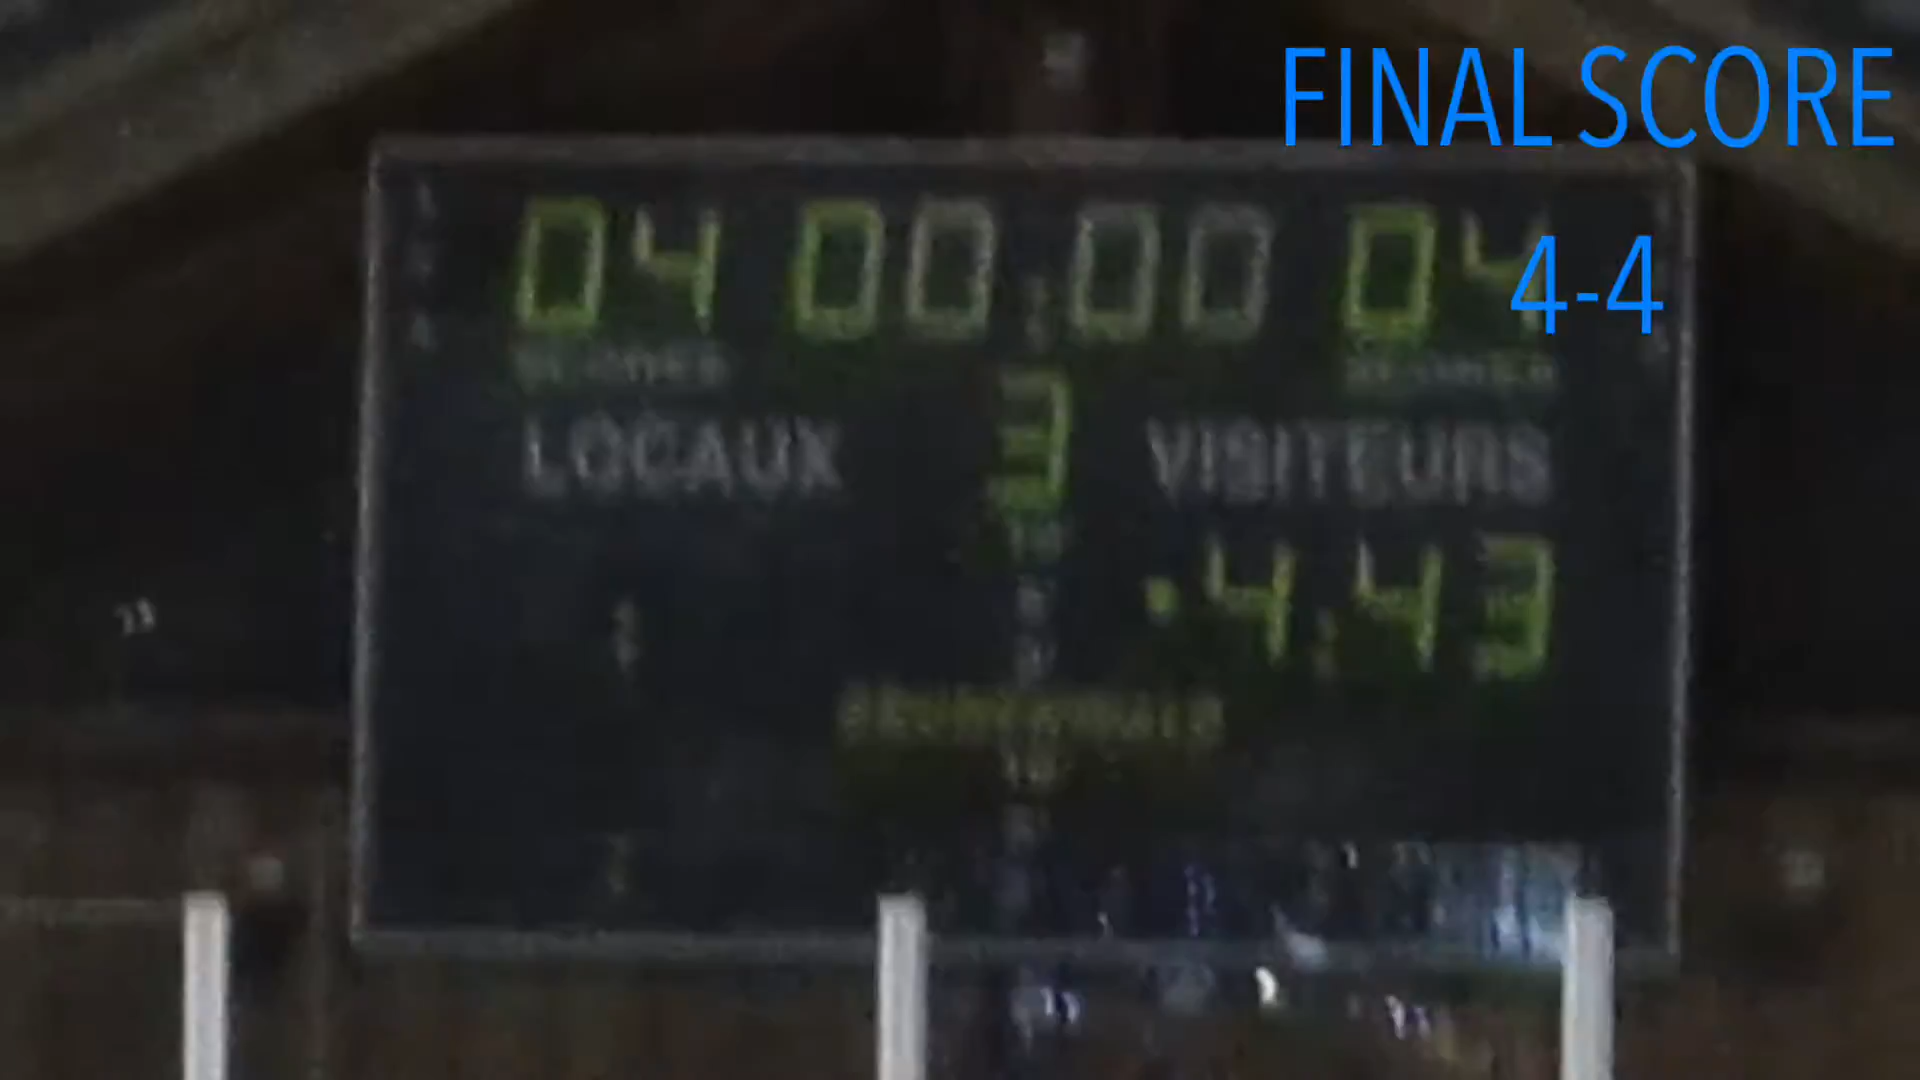 FINAL SCORE
04 00:00 04
4-4
3
LOCAUX VISITEURS
4:43